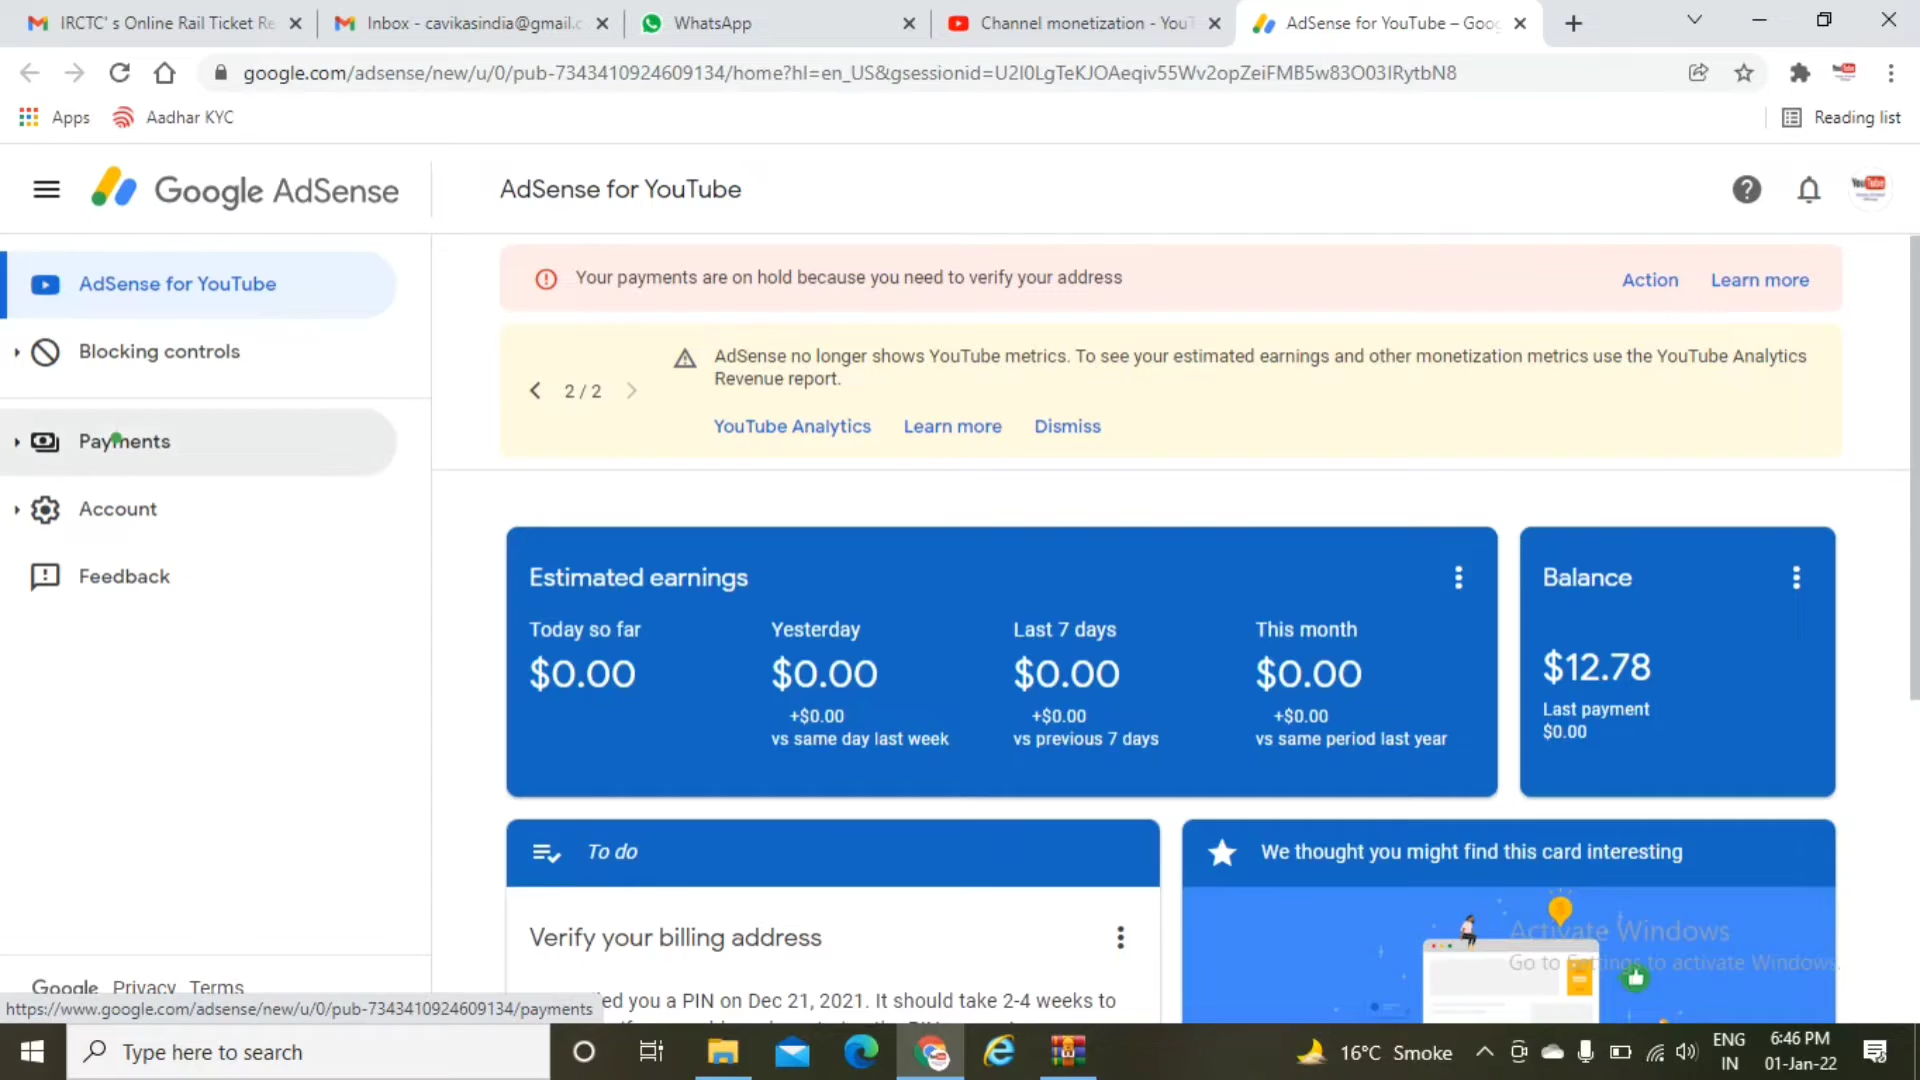 IRCTC' s Online Rail Ticket Re
Inbox - cavikasindia@gmail.c
WhatsApp
Channel monetization - YouT
AdSense for YouTube – Goog
google.com/adsense/new/u/0/pub-7343410924609134/home?hl=en_US&gsessionid=U2I0LgTeKJOAeqiv55Wv2opZeiFMB5w83O03IRytbN8
Apps
Aadhar KYC
Reading list
Google AdSense
AdSense for YouTube
AdSense for YouTube
Blocking controls
Payments
Account
Feedback
Your payments are on hold because you need to verify your address
Action
Learn more
AdSense no longer shows YouTube metrics. To see your estimated earnings and other monetization metrics use the YouTube Analytics
Revenue report.
2 / 2
YouTube Analytics
Learn more
Dismiss
Estimated earnings
Today so far
$0.00
Yesterday
$0.00
+$0.00
vs same day last week
Last 7 days
$0.00
+$0.00
vs previous 7 days
This month
$0.00
+$0.00
vs same period last year
Balance
$12.78
Last payment
$0.00
To do
Verify your billing address
ed you a PIN on Dec 21, 2021. It should take 2-4 weeks to
We thought you might find this card interesting
Activate Windows
Go to Settings to activate Windows.
Google Privacy Terms
https://www.google.com/adsense/new/u/0/pub-7343410924609134/payments
Type here to search
16°C Smoke
ENG
IN
6:46 PM
01-Jan-22